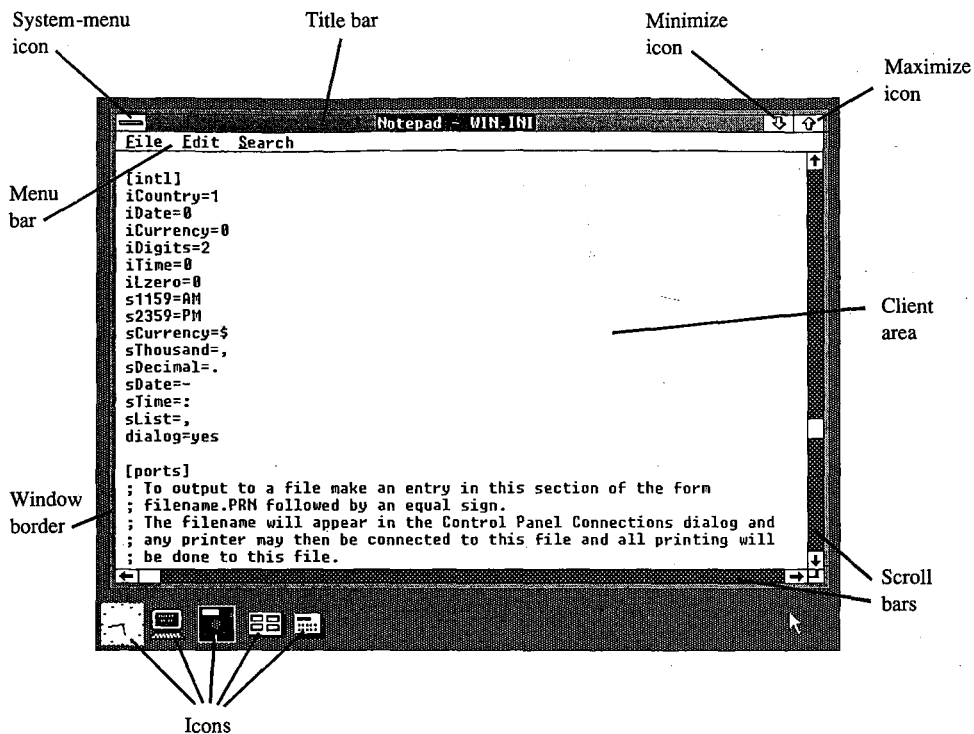 System-menu
icon
Title bar
Minimize
icon
Maximize
icon
Notepad - WIN.INI
File Edit Search
Menu
bar
[intl]
iCountry=1
iDate=0
iCurrency=0
iDigits=2
iTime=0
iLzero=0
s1159=AM
s2359=PM
sCurrency=$
sThousand=,
sDecimal=.
sDate=-
sTime=:
sList=,
dialog=yes
Client
area
[ports]
; To output to a file make an entry in this section of the form
; filename.PRN followed by an equal sign.
; The filename will appear in the Control Panel Connections dialog and
; any printer may then be connected to this file and all printing will
; be done to this file.
Window
border
Scroll
bars
Icons